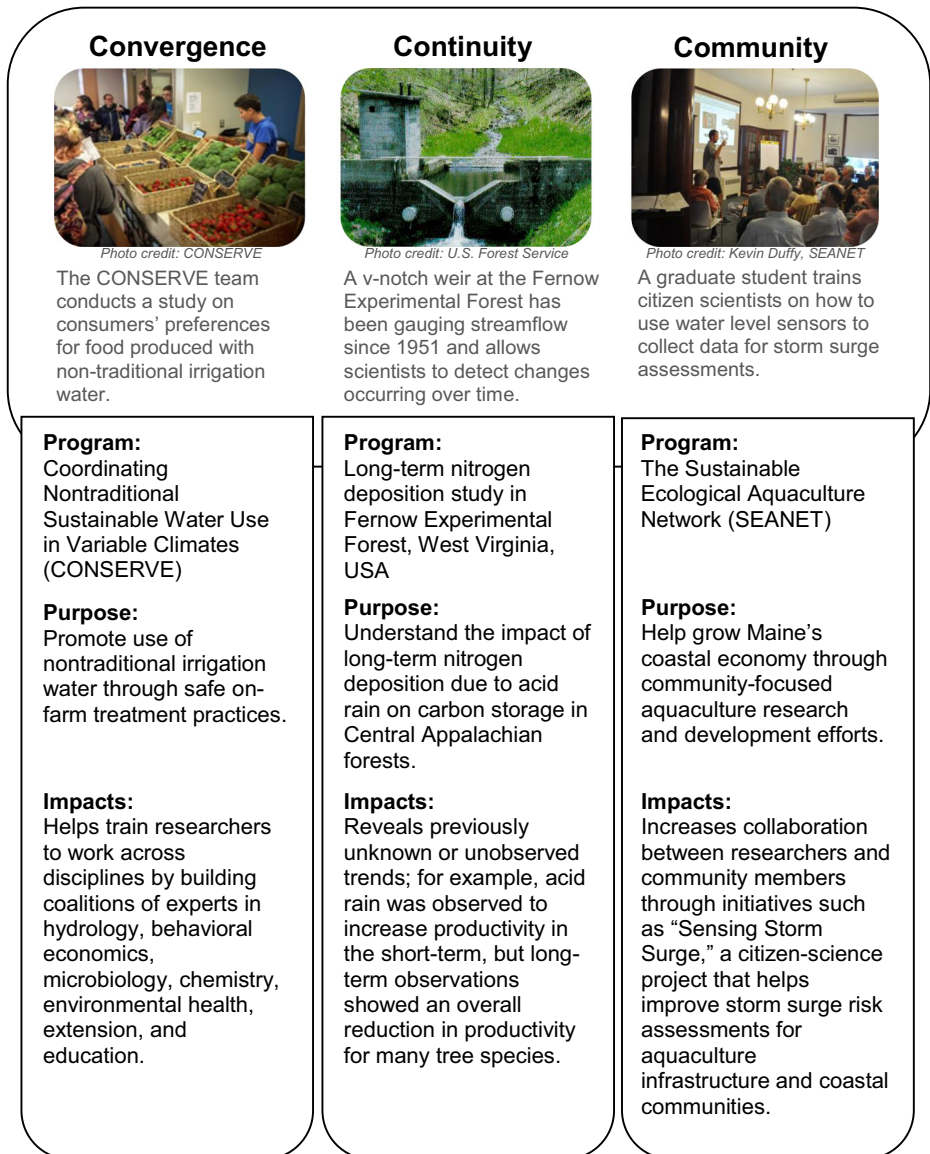 Convergence
Photo credit: CONSERVE
The CONSERVE team
conducts a study on
consumers’ preferences
for food produced with
non-traditional irrigation
water.
Program:
Coordinating
Nontraditional
Sustainable Water Use
in Variable Climates
(CONSERVE)
Purpose:
Promote use of
nontraditional irrigation
water through safe on-
farm treatment practices.
Impacts:
Helps train researchers
to work across
disciplines by building
coalitions of experts in
hydrology, behavioral
economics,
microbiology, chemistry,
environmental health,
extension, and
education.
Continuity
Photo credit: U.S. Forest Service
A v-notch weir at the Fernow
Experimental Forest has
been gauging streamflow
since 1951 and allows
scientists to detect changes
occurring over time.
Program:
Long-term nitrogen
deposition study in
Fernow Experimental
Forest, West Virginia,
USA
Purpose:
Understand the impact of
long-term nitrogen
deposition due to acid
rain on carbon storage in
Central Appalachian
forests.
Impacts:
Reveals previously
unknown or unobserved
trends; for example, acid
rain was observed to
increase productivity in
the short-term, but long-
term observations
showed an overall
reduction in productivity
for many tree species.
Community
Photo credit: Kevin Duffy, SEANET
A graduate student trains
citizen scientists on how to
use water level sensors to
collect data for storm surge
assessments.
Program:
The Sustainable
Ecological Aquaculture
Network (SEANET)
Purpose:
Help grow Maine’s
coastal economy through
community-focused
aquaculture research
and development efforts.
Impacts:
Increases collaboration
between researchers and
community members
through initiatives such
as “Sensing Storm
Surge,” a citizen-science
project that helps
improve storm surge risk
assessments for
aquaculture
infrastructure and coastal
communities.